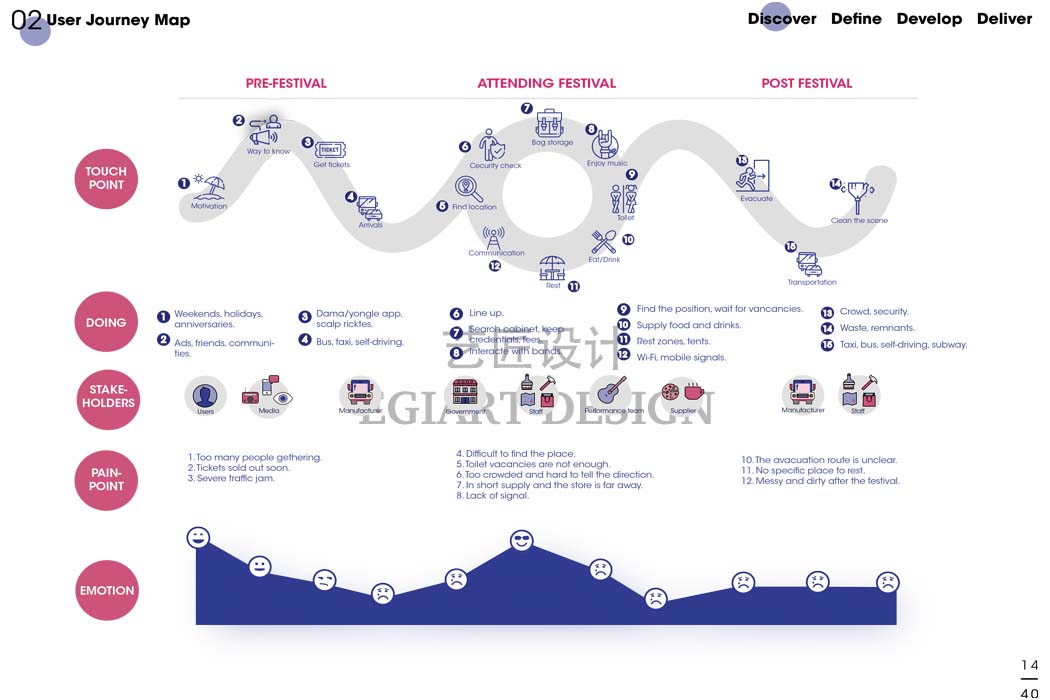 02 User Journey Map
Discover Define Develop Deliver
PRE-FESTIVAL
ATTENDING FESTIVAL
POST FESTIVAL
TOUCH
POINT
1
Motivation
2
Way to know
3
TICKET
Get tickets
4
Arrivals
5
Find location
6
Cecurity check
7
Bag storage
8
Enjoy music
9
Toilet
10
Eat/Drink
11
Rest
12
Communication
13
Evacuate
14
Clean the scene
15
Transportation
DOING
1 Weekends, holidays,
anniversaries.
2 Ads, friends, communi-
ties.
3 Dama/yongle app,
scalp ricktes.
4 Bus, taxi, self-driving.
6 Line up.
7 Search cabinet, keep
credentials, fees.
8 Interacte with bands.
9 Find the position, wait for vancancies.
10 Supply food and drinks.
11 Rest zones, tents.
12 Wi-Fi, mobile signals.
13 Crowd, security.
14 Waste, remnants.
15 Taxi, bus, self-driving, subway.
艺匠设计
EGIART DESIGN
STAKE-
HOLDERS
Users
Media
Manufacturer
Government
Staff
Performance team
Supplier
Manufacturer
Staff
PAIN-
POINT
1. Too many people gethering.
2. Tickets sold out soon.
3. Severe traffic jam.
4. Difficult to find the place.
5. Toilet vacancies are not enough.
6. Too crowded and hard to tell the direction.
7. In short supply and the store is far away.
8. Lack of signal.
10. The avacuation route is unclear.
11. No specific place to rest.
12. Messy and dirty after the festival.
EMOTION
14
40